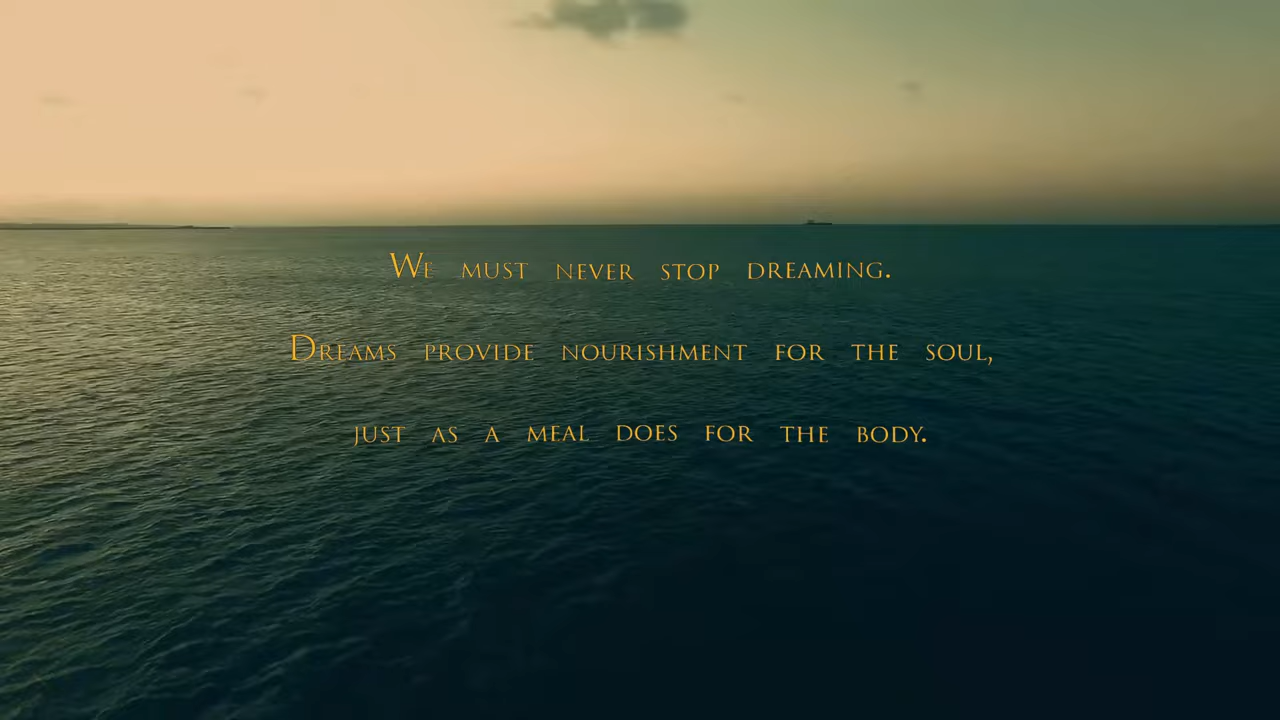 We must never stop dreaming.
Dreams provide nourishment for the soul,
just as a meal does for the body.